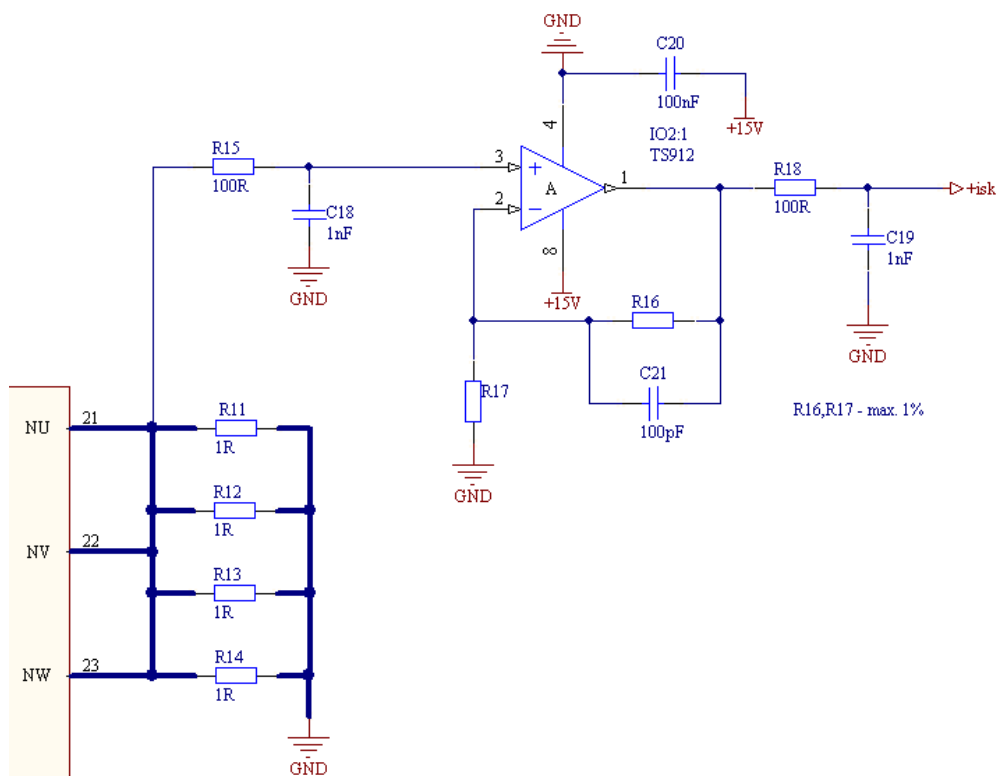 GND
C20
100nF
+15V
4
IO2:1
TS912
R15
100R
3
+
A
1
2
−
8
+15V
C18
1nF
GND
R18
100R
+isk
C19
1nF
GND
R16
C21
100pF
R17
GND
R16,R17 - max. 1%
NU
21
R11
1R
R12
1R
NV
22
R13
1R
NW
23
R14
1R
GND